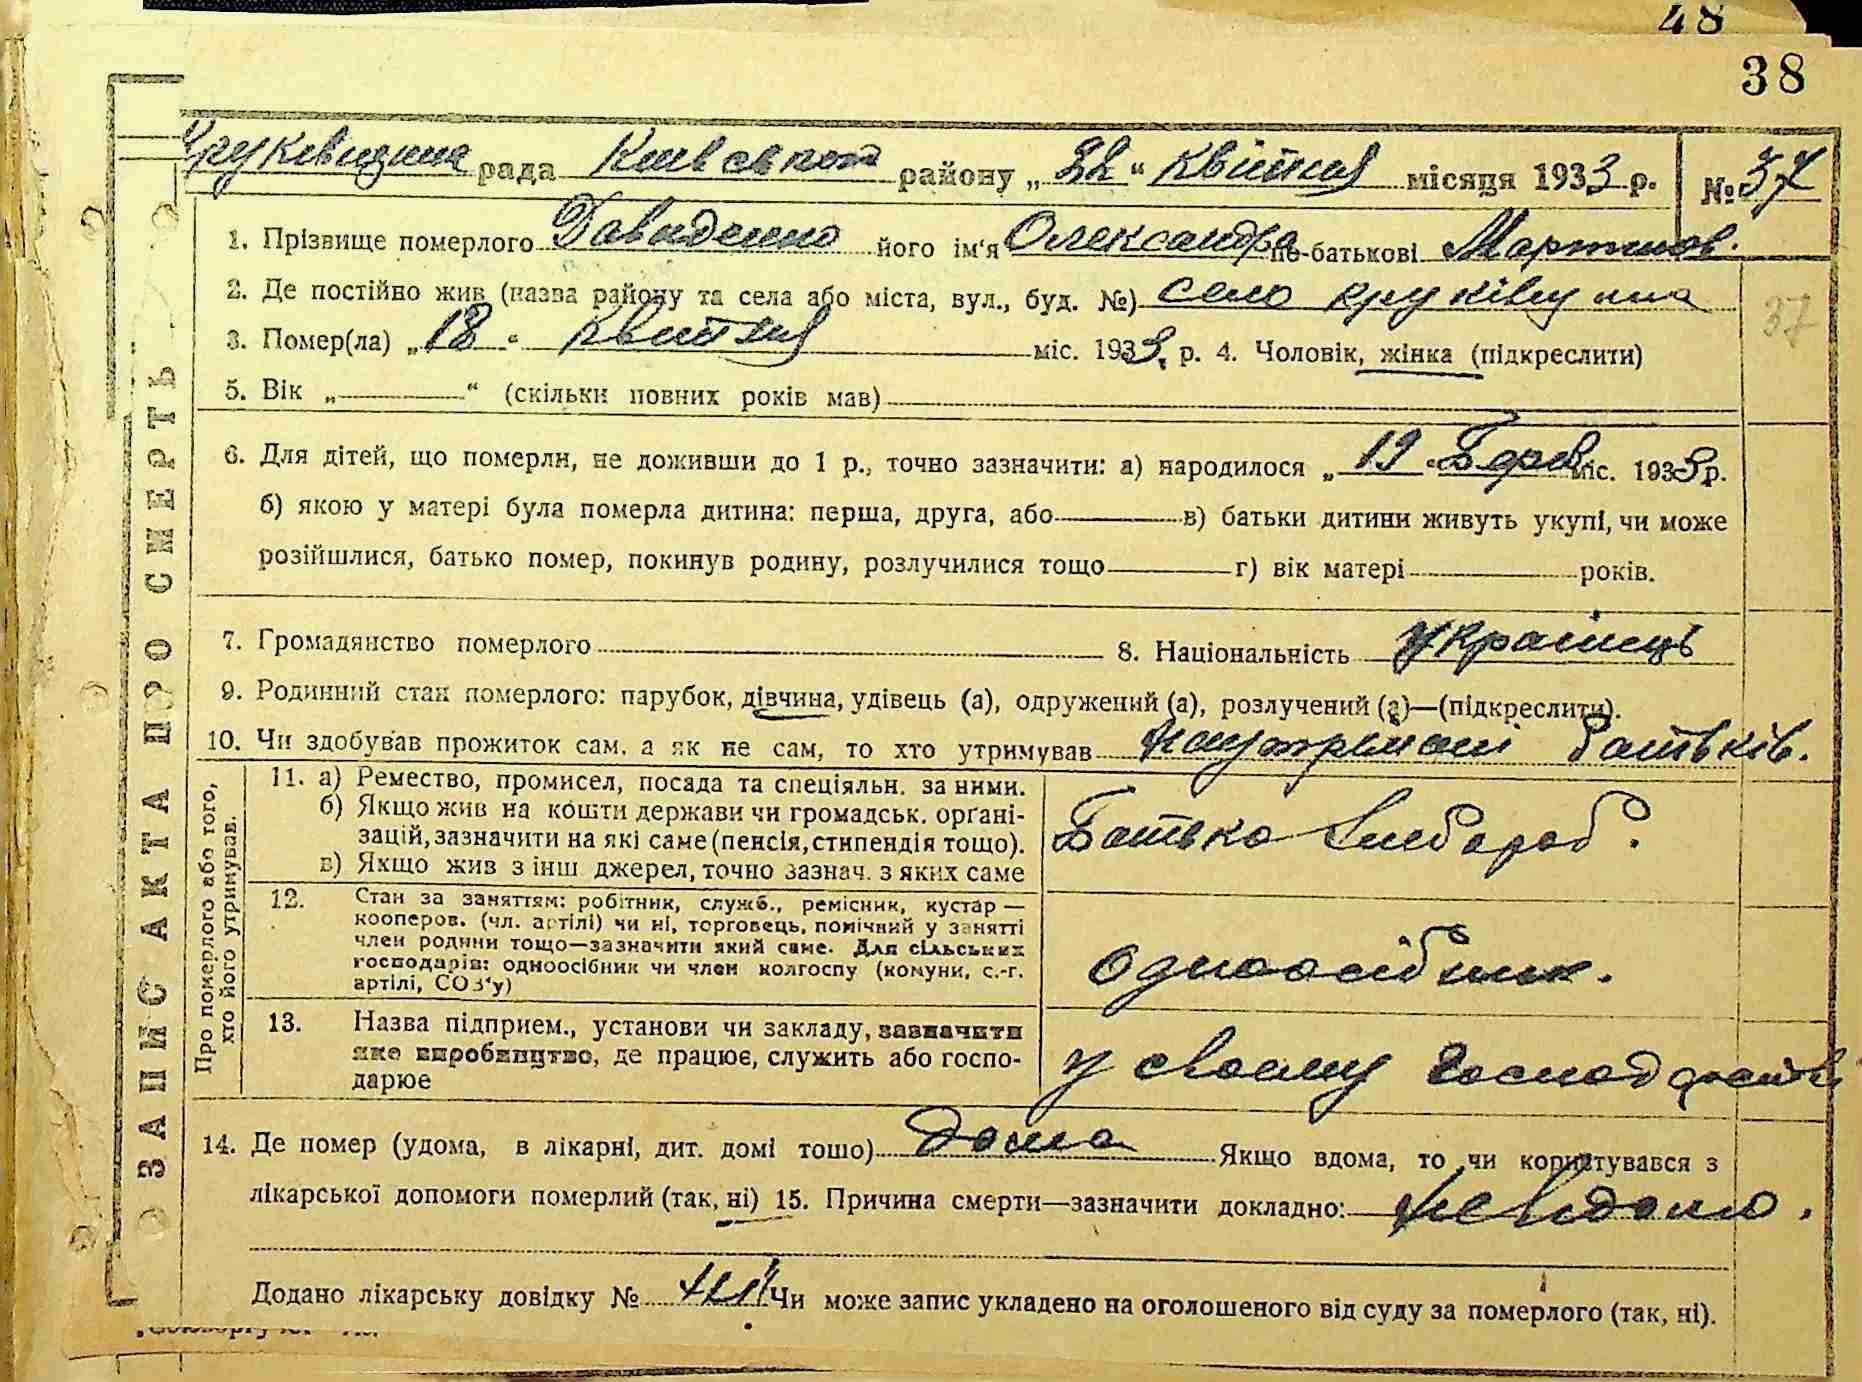 48
38
ЗАПИС АКТА ПРО СМЕРТЬ
Круківщина рада Київської району „22“ Квітня місяця 1933 р. № 37
1. Прізвище померлого Давиденко його ім'я Олександра по-батькові Мартинов.
2. Де постійно жив (назва району та села або міста, вул., буд. №) село Круківщина
37
3. Помер(ла) „18 " Квітня міс. 1933 р. 4. Чоловік, жінка (підкреслити)
5. Вік „ “ (скільки повних років мав)
6. Для дітей, що померли, не доживши до 1 р., точно зазначити: а) народилося „19 " Берез міс. 1933 р.
б) якою у матері була померла дитина: перша, друга, або в) батьки дитини живуть укупі, чи може
розійшлися, батько помер, покинув родину, розлучилися тощо г) вік матері років.
7. Громадянство померлого 8. Національність Українець
9. Родинний стан померлого: парубок, дівчина, удівець (а), одружений (а), розлучений (а)—(підкреслити).
10. Чи здобував прожиток сам, а як не сам, то хто утримував На утримані батьків.
Про померлого або того,
хто його утримував.
11. а) Ремество, промисел, посада та спеціяльн. за ними.
б) Якщо жив на кошти держави чи громадськ. органі-
зацій, зазначити на які саме (пенсія, стипендія тощо).
в) Якщо жив з інш джерел, точно зазнач. з яких саме
Батько хлебороб.
12. Стан за заняттям: робітник, служб., ремісник, кустар —
кооперов. (чл. артілі) чи ні, торговець, помічний у занятті
член родини тощо—зазначити який саме. Для сільських
господарів: одноосібник чи член колгоспу (комуни, с.-г.
артілі, СОЗ'у)
Одноосібник.
13. Назва підприєм., установи чи закладу, зазначити
яке виробництво, де працює, служить або госпо-
дарює
у своєму господарстві
14. Де помер (удома, в лікарні, дит. домі тощо) дома Якщо вдома, то чи користувався з
лікарської допомоги померлий (так, ні) 15. Причина смерти—зазначити докладно: невідомо.
Додано лікарську довідку № ні Чи може запис укладено на оголошеного від суду за померлого (так, ні).